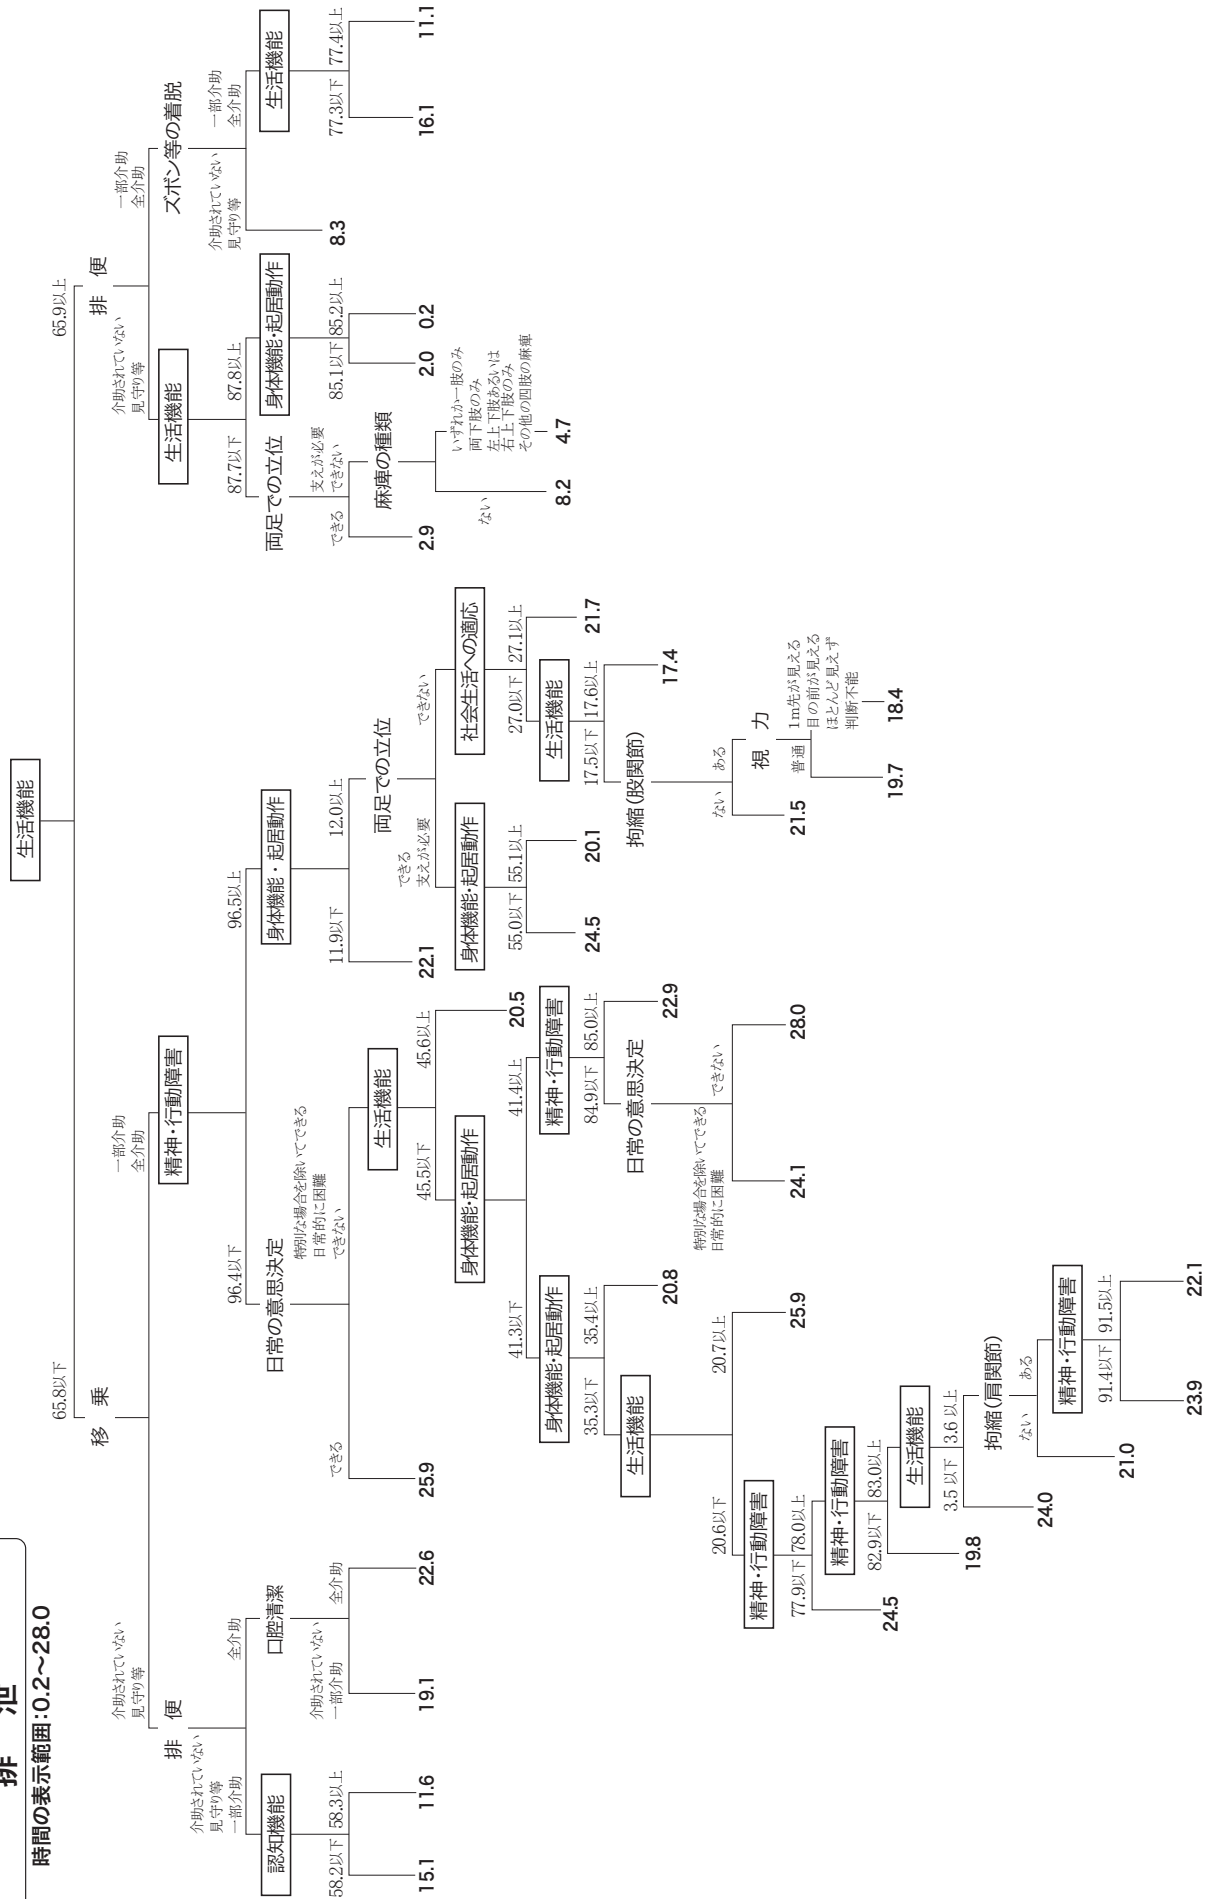 排 泄
時間の表示範囲:0.2～28.0
生活機能
65.8以下
65.9以上
移 乗
介助されていない
見守り等
一部介助
全介助
排 便
介助されていない
見守り等
一部介助
全介助
認知機能
58.2以下
58.3以上
15.1
11.6
口腔清潔
介助されていない
一部介助
全介助
19.1
22.6
精神・行動障害
96.4以下
96.5以上
日常の意思決定
できる
特別な場合を除いてできる
日常的に困難
できない
25.9
生活機能
45.5以下
45.6以上
20.5
身体機能・起居動作
41.3以下
41.4以上
身体機能・起居動作
35.3以下
35.4以上
20.8
生活機能
20.6以下
20.7以上
25.9
精神・行動障害
77.9以下
78.0以上
24.5
精神・行動障害
82.9以下
83.0以上
19.8
生活機能
3.5 以下
3.6 以上
24.0
拘縮(肩関節)
ない
ある
21.0
精神・行動障害
91.4以下
91.5以上
23.9
22.1
精神・行動障害
84.9以下
85.0以上
22.9
日常の意思決定
特別な場合を除いてできる
日常的に困難
できない
24.1
28.0
身体機能・起居動作
11.9以下
12.0以上
22.1
両足での立位
できる
支えが必要
できない
身体機能・起居動作
55.0以下
55.1以上
24.5
20.1
社会生活への適応
27.0以下
27.1以上
21.7
生活機能
17.5以下
17.6以上
17.4
拘縮(股関節)
ない
ある
21.5
視 力
普通
1m先が見える
目の前が見える
ほとんど見えず
判断不能
19.7
18.4
排 便
介助されていない
見守り等
一部介助
全介助
生活機能
87.7以下
87.8以上
両足での立位
できる
支えが必要
できない
2.9
麻痺の種類
ない
いずれか一肢のみ
両下肢のみ
左上下肢あるいは
右上下肢のみ
その他の四肢の麻痺
8.2
4.7
身体機能・起居動作
85.1以下
85.2以上
2.0
0.2
ズボン等の着脱
介助されていない
見守り等
一部介助
全介助
8.3
生活機能
77.3以下
77.4以上
16.1
11.1